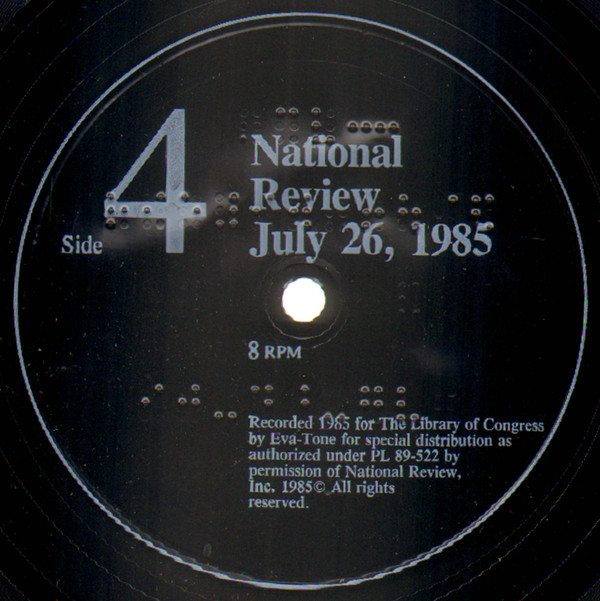 National
Review
July 26, 1985
Side 4
8 RPM
Recorded 1985 for The Library of Congress
by Eva-Tone for special distribution as
authorized under PL 89-522 by
permission of National Review,
Inc. 1985© All rights
reserved.